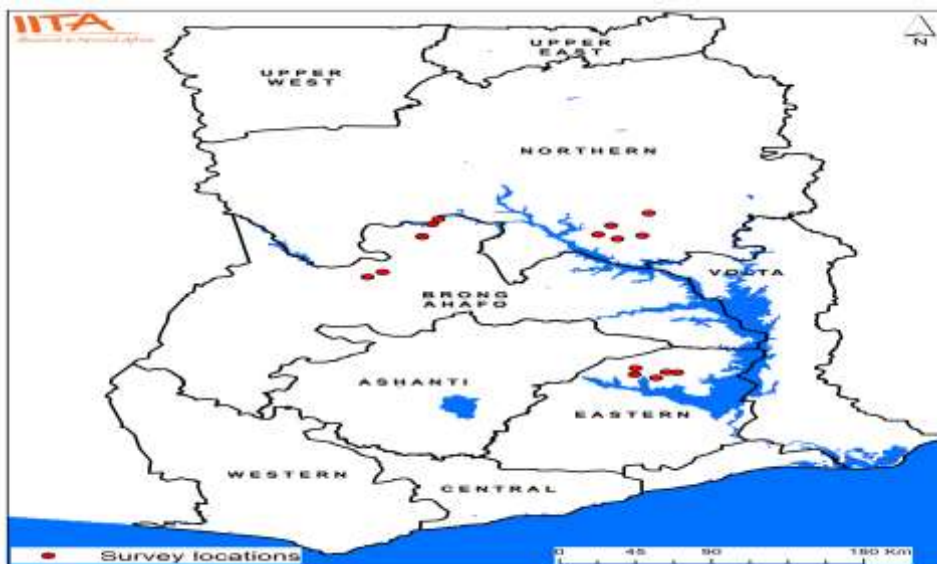 IITA
N
UPPER
EAST
UPPER
WEST
NORTHERN
VOLTA
BRONG
AHAFO
ASHANTI
EASTERN
WESTERN
CENTRAL
Survey locations
0 45 90 180 Km